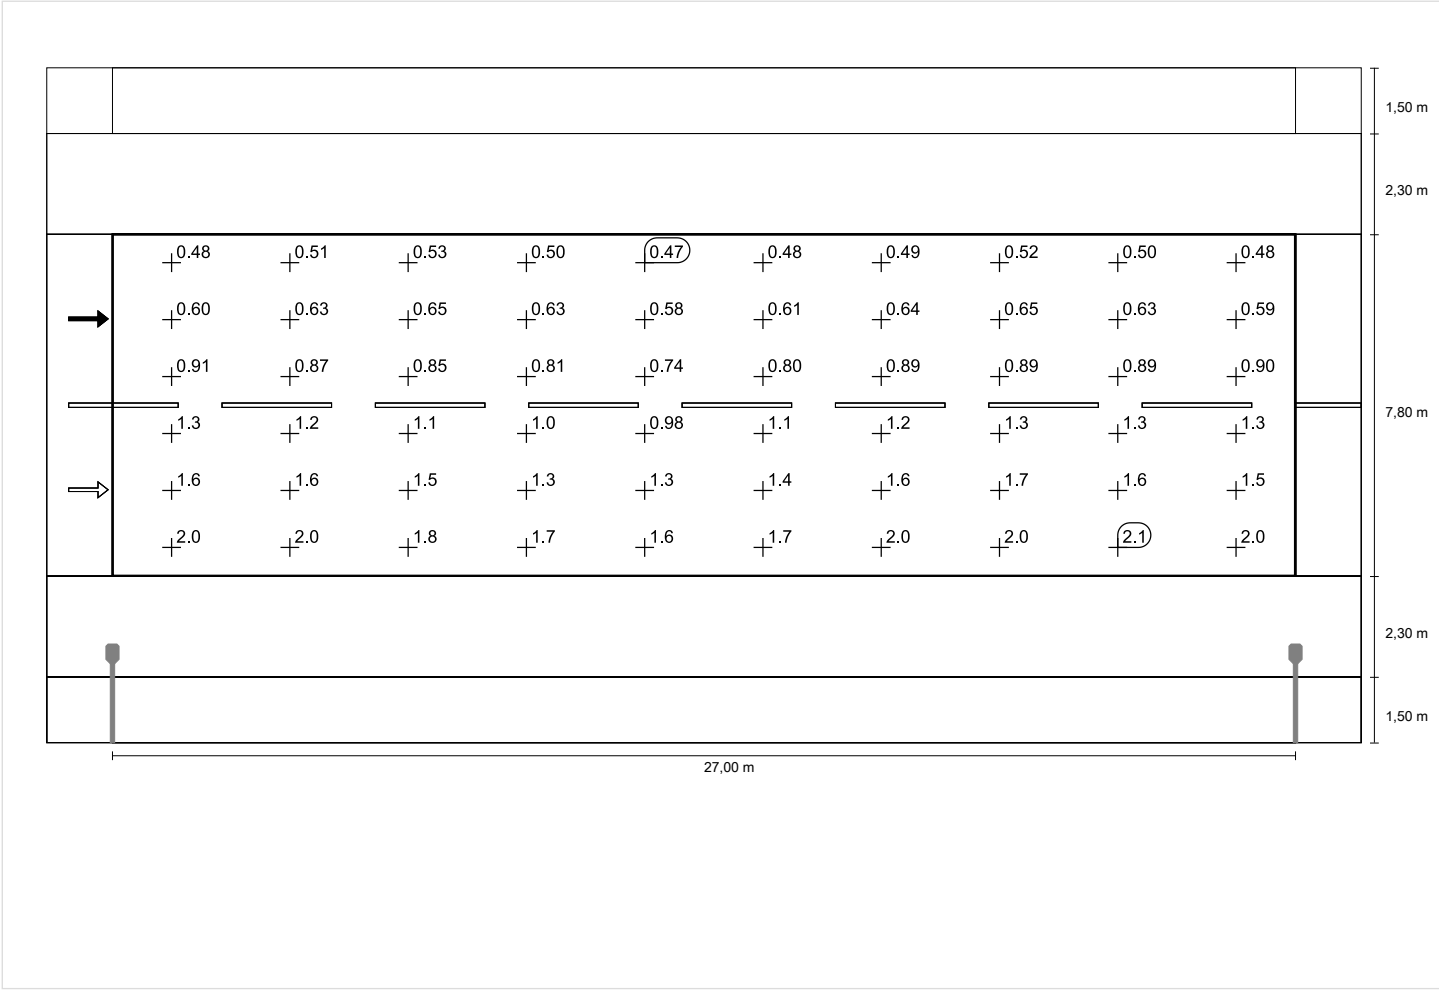 1,50 m
2,30 m
0.48 0.51 0.53 0.50 0.47 0.48 0.49 0.52 0.50 0.48
0.60 0.63 0.65 0.63 0.58 0.61 0.64 0.65 0.63 0.59
0.91 0.87 0.85 0.81 0.74 0.80 0.89 0.89 0.89 0.90
7,80 m
1.3 1.2 1.1 1.0 0.98 1.1 1.2 1.3 1.3 1.3
1.6 1.6 1.5 1.3 1.3 1.4 1.6 1.7 1.6 1.5
2.0 2.0 1.8 1.7 1.6 1.7 2.0 2.0 2.1 2.0
2,30 m
1,50 m
27,00 m